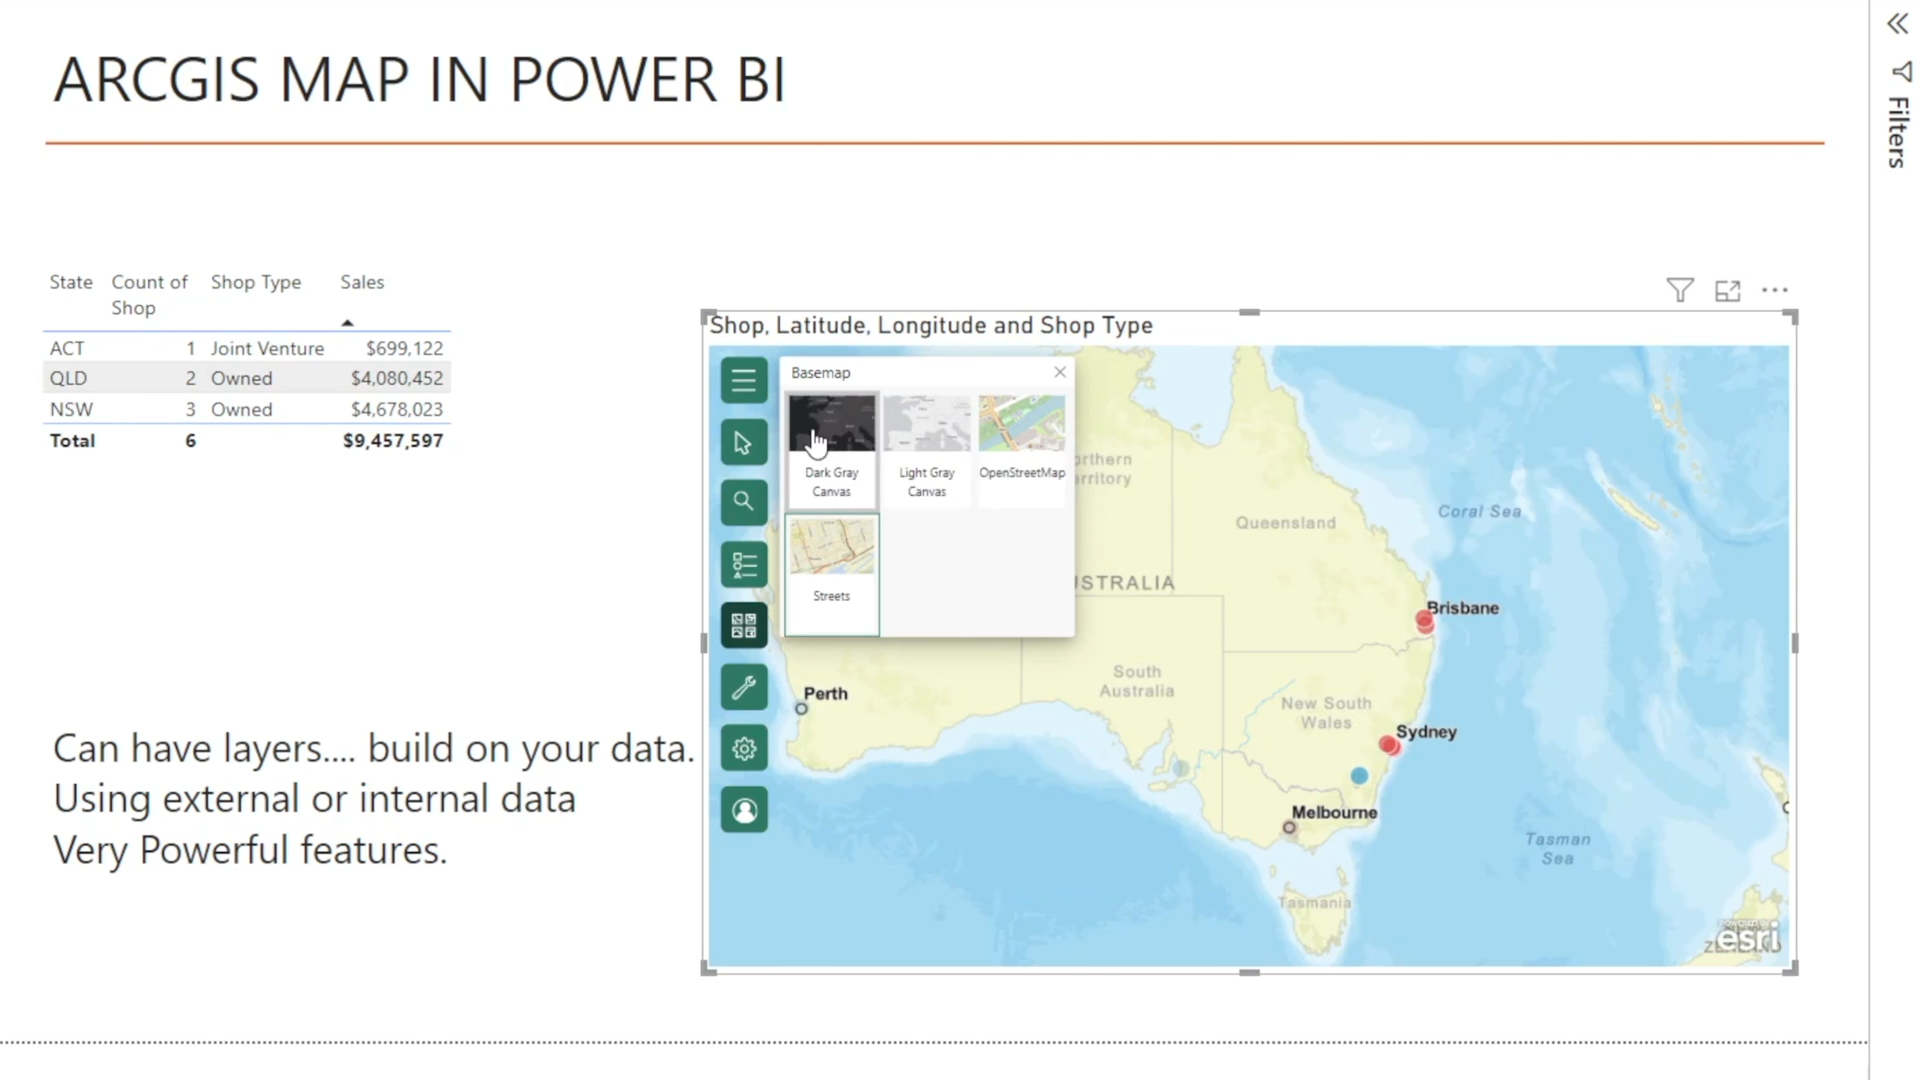 ARCGIS MAP IN POWER BI
Filters
State Count of Shop Shop Type Sales
ACT 1 Joint Venture $699,122
QLD 2 Owned $4,080,452
NSW 3 Owned $4,678,023
Total 6 $9,457,597
Can have layers.... build on your data.
Using external or internal data
Very Powerful features.
Shop, Latitude, Longitude and Shop Type
Basemap
Dark Gray Canvas
Light Gray Canvas
OpenStreetMap
Streets
rthern
rritory
Queensland
Coral Sea
USTRALIA
Brisbane
South
Australia
Perth
New South
Wales
Sydney
Melbourne
Tasman
Sea
Tasmania
esri